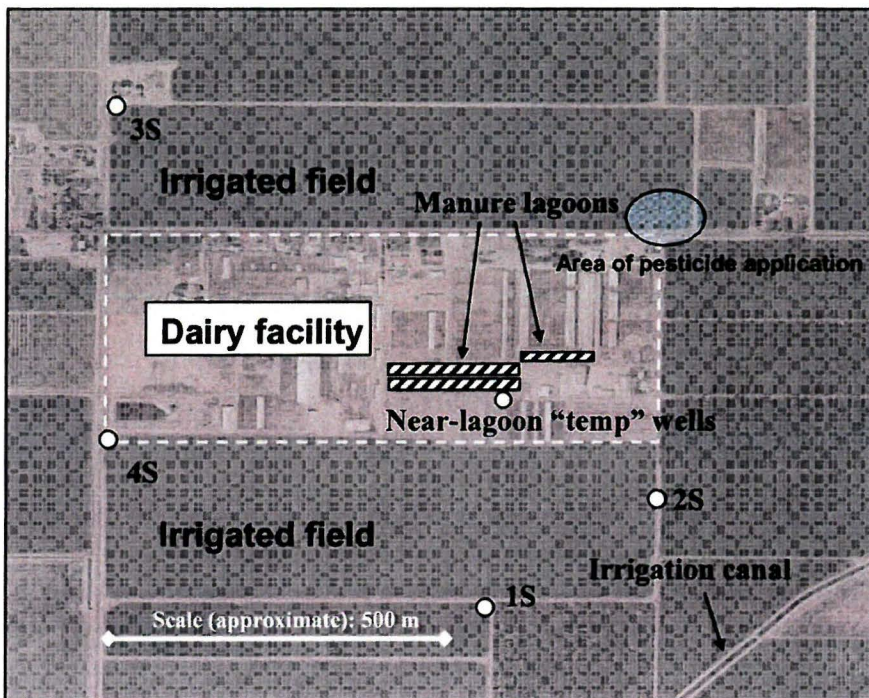 3S
Irrigated field
Manure lagoons
Area of pesticide application
Dairy facility
Near-lagoon “temp” wells
4S
2S
Irrigated field
Irrigation canal
1S
Scale (approximate): 500 m